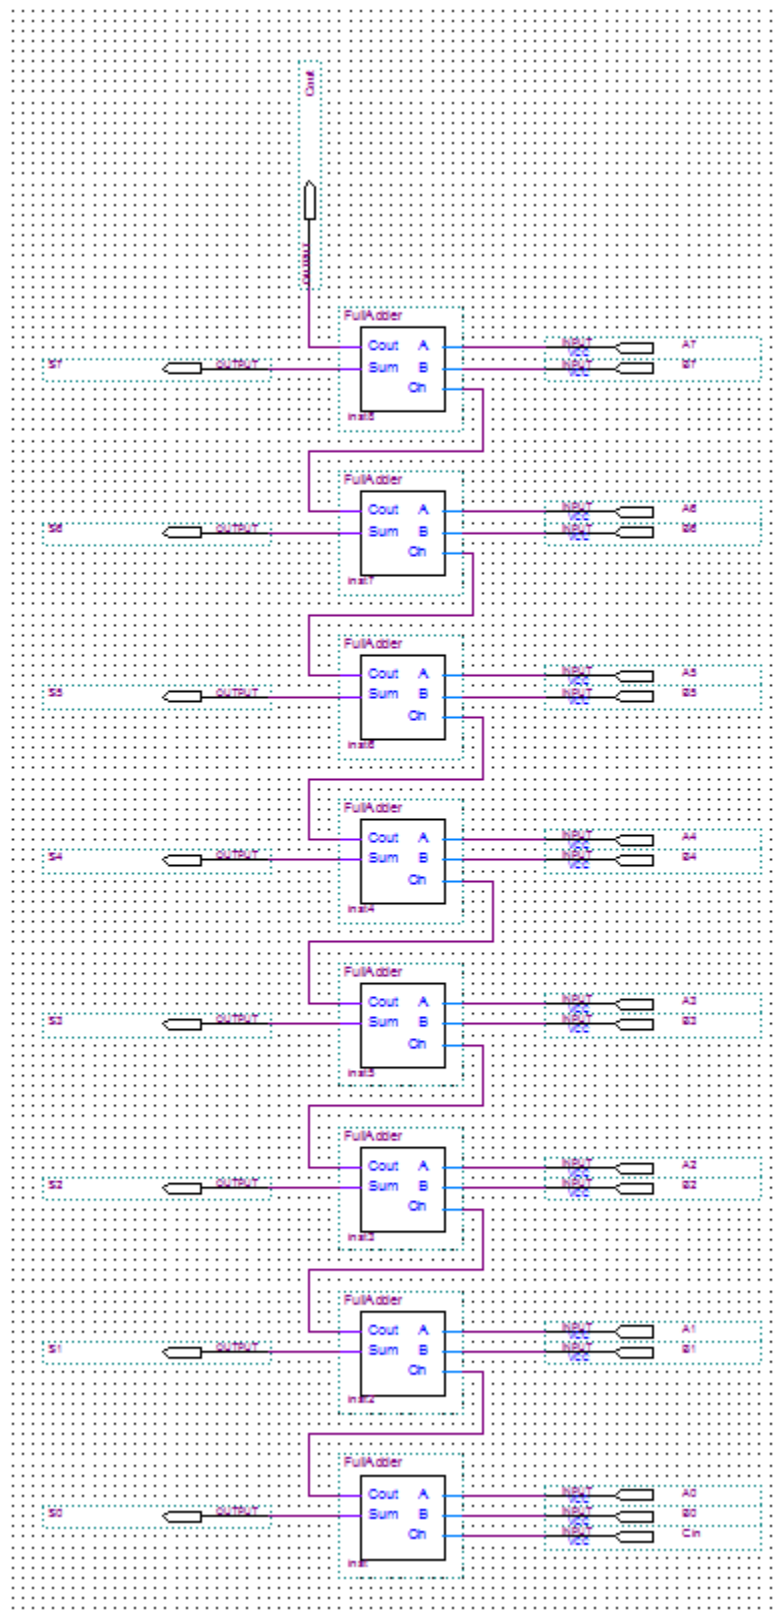 Cout
OUTPUT
FullAdder
Cout A INPUT VCC A7
S7 OUTPUT Sum B INPUT VCC B7
Cin
inst8
FullAdder
Cout A INPUT VCC A6
S6 OUTPUT Sum B INPUT VCC B6
Cin
inst7
FullAdder
Cout A INPUT VCC A5
S5 OUTPUT Sum B INPUT VCC B5
Cin
inst6
FullAdder
Cout A INPUT VCC A4
S4 OUTPUT Sum B INPUT VCC B4
Cin
inst4
FullAdder
Cout A INPUT VCC A3
S3 OUTPUT Sum B INPUT VCC B3
Cin
inst5
FullAdder
Cout A INPUT VCC A2
S2 OUTPUT Sum B INPUT VCC B2
Cin
inst3
FullAdder
Cout A INPUT VCC A1
S1 OUTPUT Sum B INPUT VCC B1
Cin
inst2
FullAdder
Cout A INPUT VCC A0
S0 OUTPUT Sum B INPUT VCC B0
Cin INPUT VCC Cin
inst